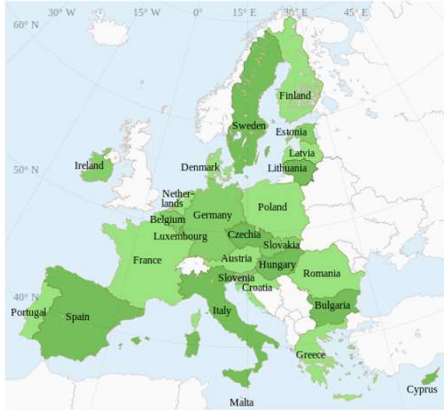 30° W 15° W 0° 15° E 30° E 45° E
60° N
Finland
Sweden
Estonia
Latvia
Lithuania
Ireland
Denmark
50° N
Nether-
lands
Poland
Belgium
Germany
Luxembourg
Czechia
Slovakia
France
Austria
Hungary
Slovenia
Romania
Croatia
40° N
Portugal
Spain
Italy
Bulgaria
Greece
Cyprus
Malta